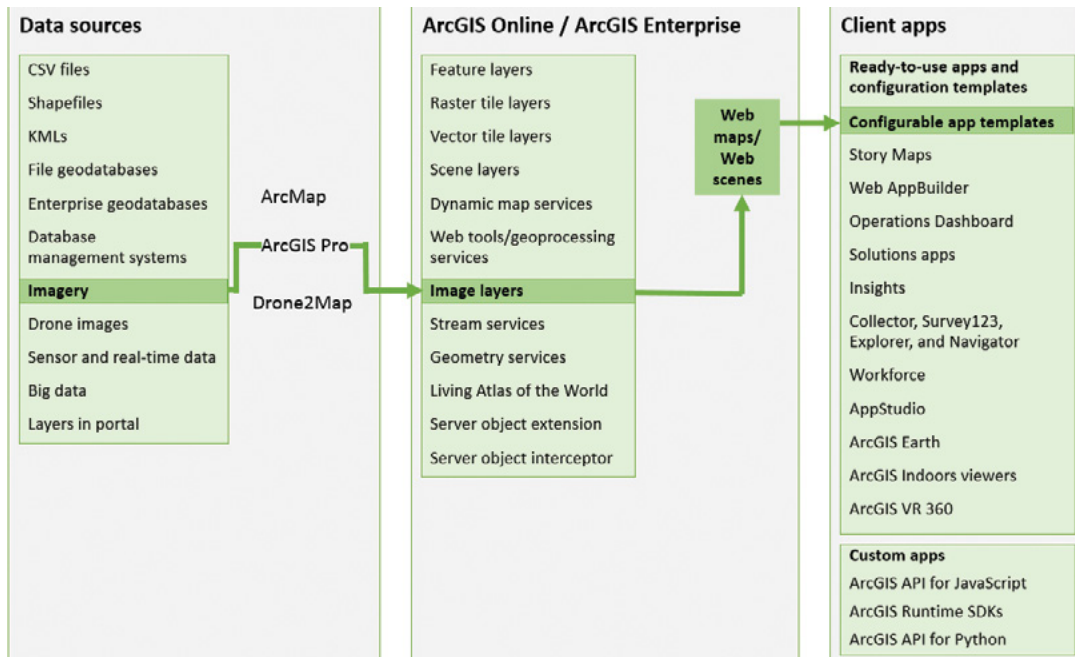 Data sources
CSV files
Shapefiles
KMLs
File geodatabases
Enterprise geodatabases
Database
management systems
Imagery
Drone images
Sensor and real-time data
Big data
Layers in portal
ArcMap
ArcGIS Pro
Drone2Map
ArcGIS Online / ArcGIS Enterprise
Feature layers
Raster tile layers
Vector tile layers
Scene layers
Dynamic map services
Web tools/geoprocessing
services
Image layers
Stream services
Geometry services
Living Atlas of the World
Server object extension
Server object interceptor
Web
maps/
Web
scenes
Client apps
Ready-to-use apps and
configuration templates
Configurable app templates
Story Maps
Web AppBuilder
Operations Dashboard
Solutions apps
Insights
Collector, Survey123,
Explorer, and Navigator
Workforce
AppStudio
ArcGIS Earth
ArcGIS Indoors viewers
ArcGIS VR 360
Custom apps
ArcGIS API for JavaScript
ArcGIS Runtime SDKs
ArcGIS API for Python